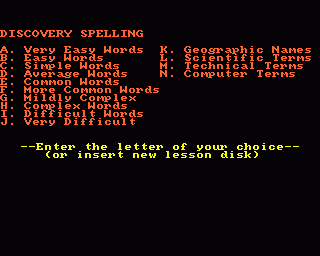 DISCOVERY SPELLING
A. Very Easy Words  K. Geographic Names
B. Easy Words  L. Scientific Terms
C. Simple Words  M. Technical Terms
D. Average Words  N. Computer Terms
E. Common Words
F. More Common Words
G. Mildly Complex
H. Complex Words
I. Difficult Words
J. Very Difficult
--Enter the letter of your choice--
(or insert new lesson disk)